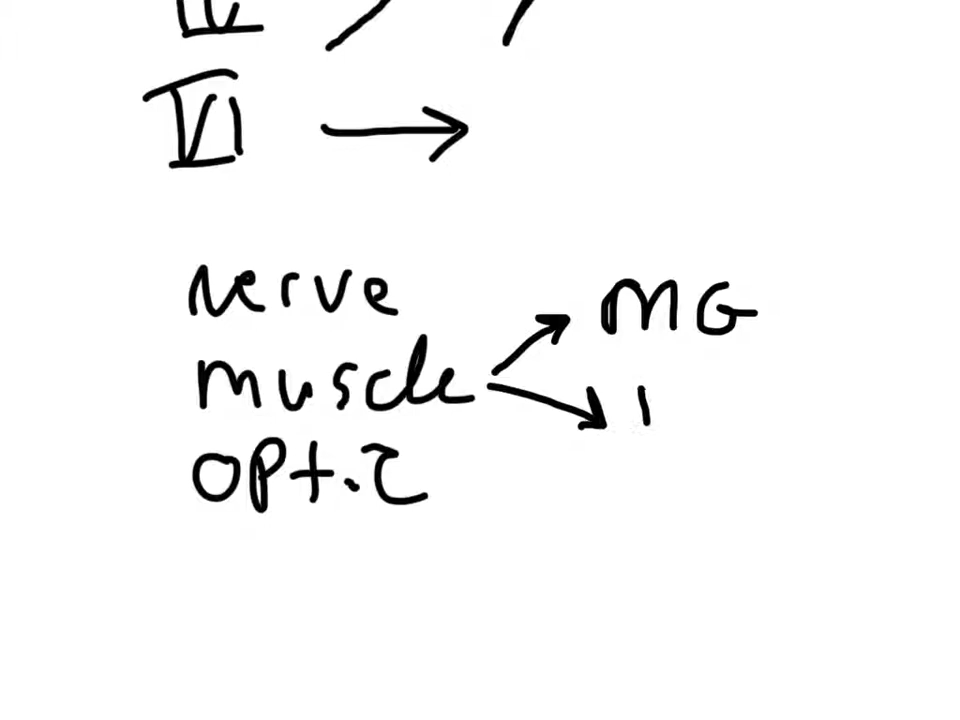 VI →
nerve
muscle → MG
optic